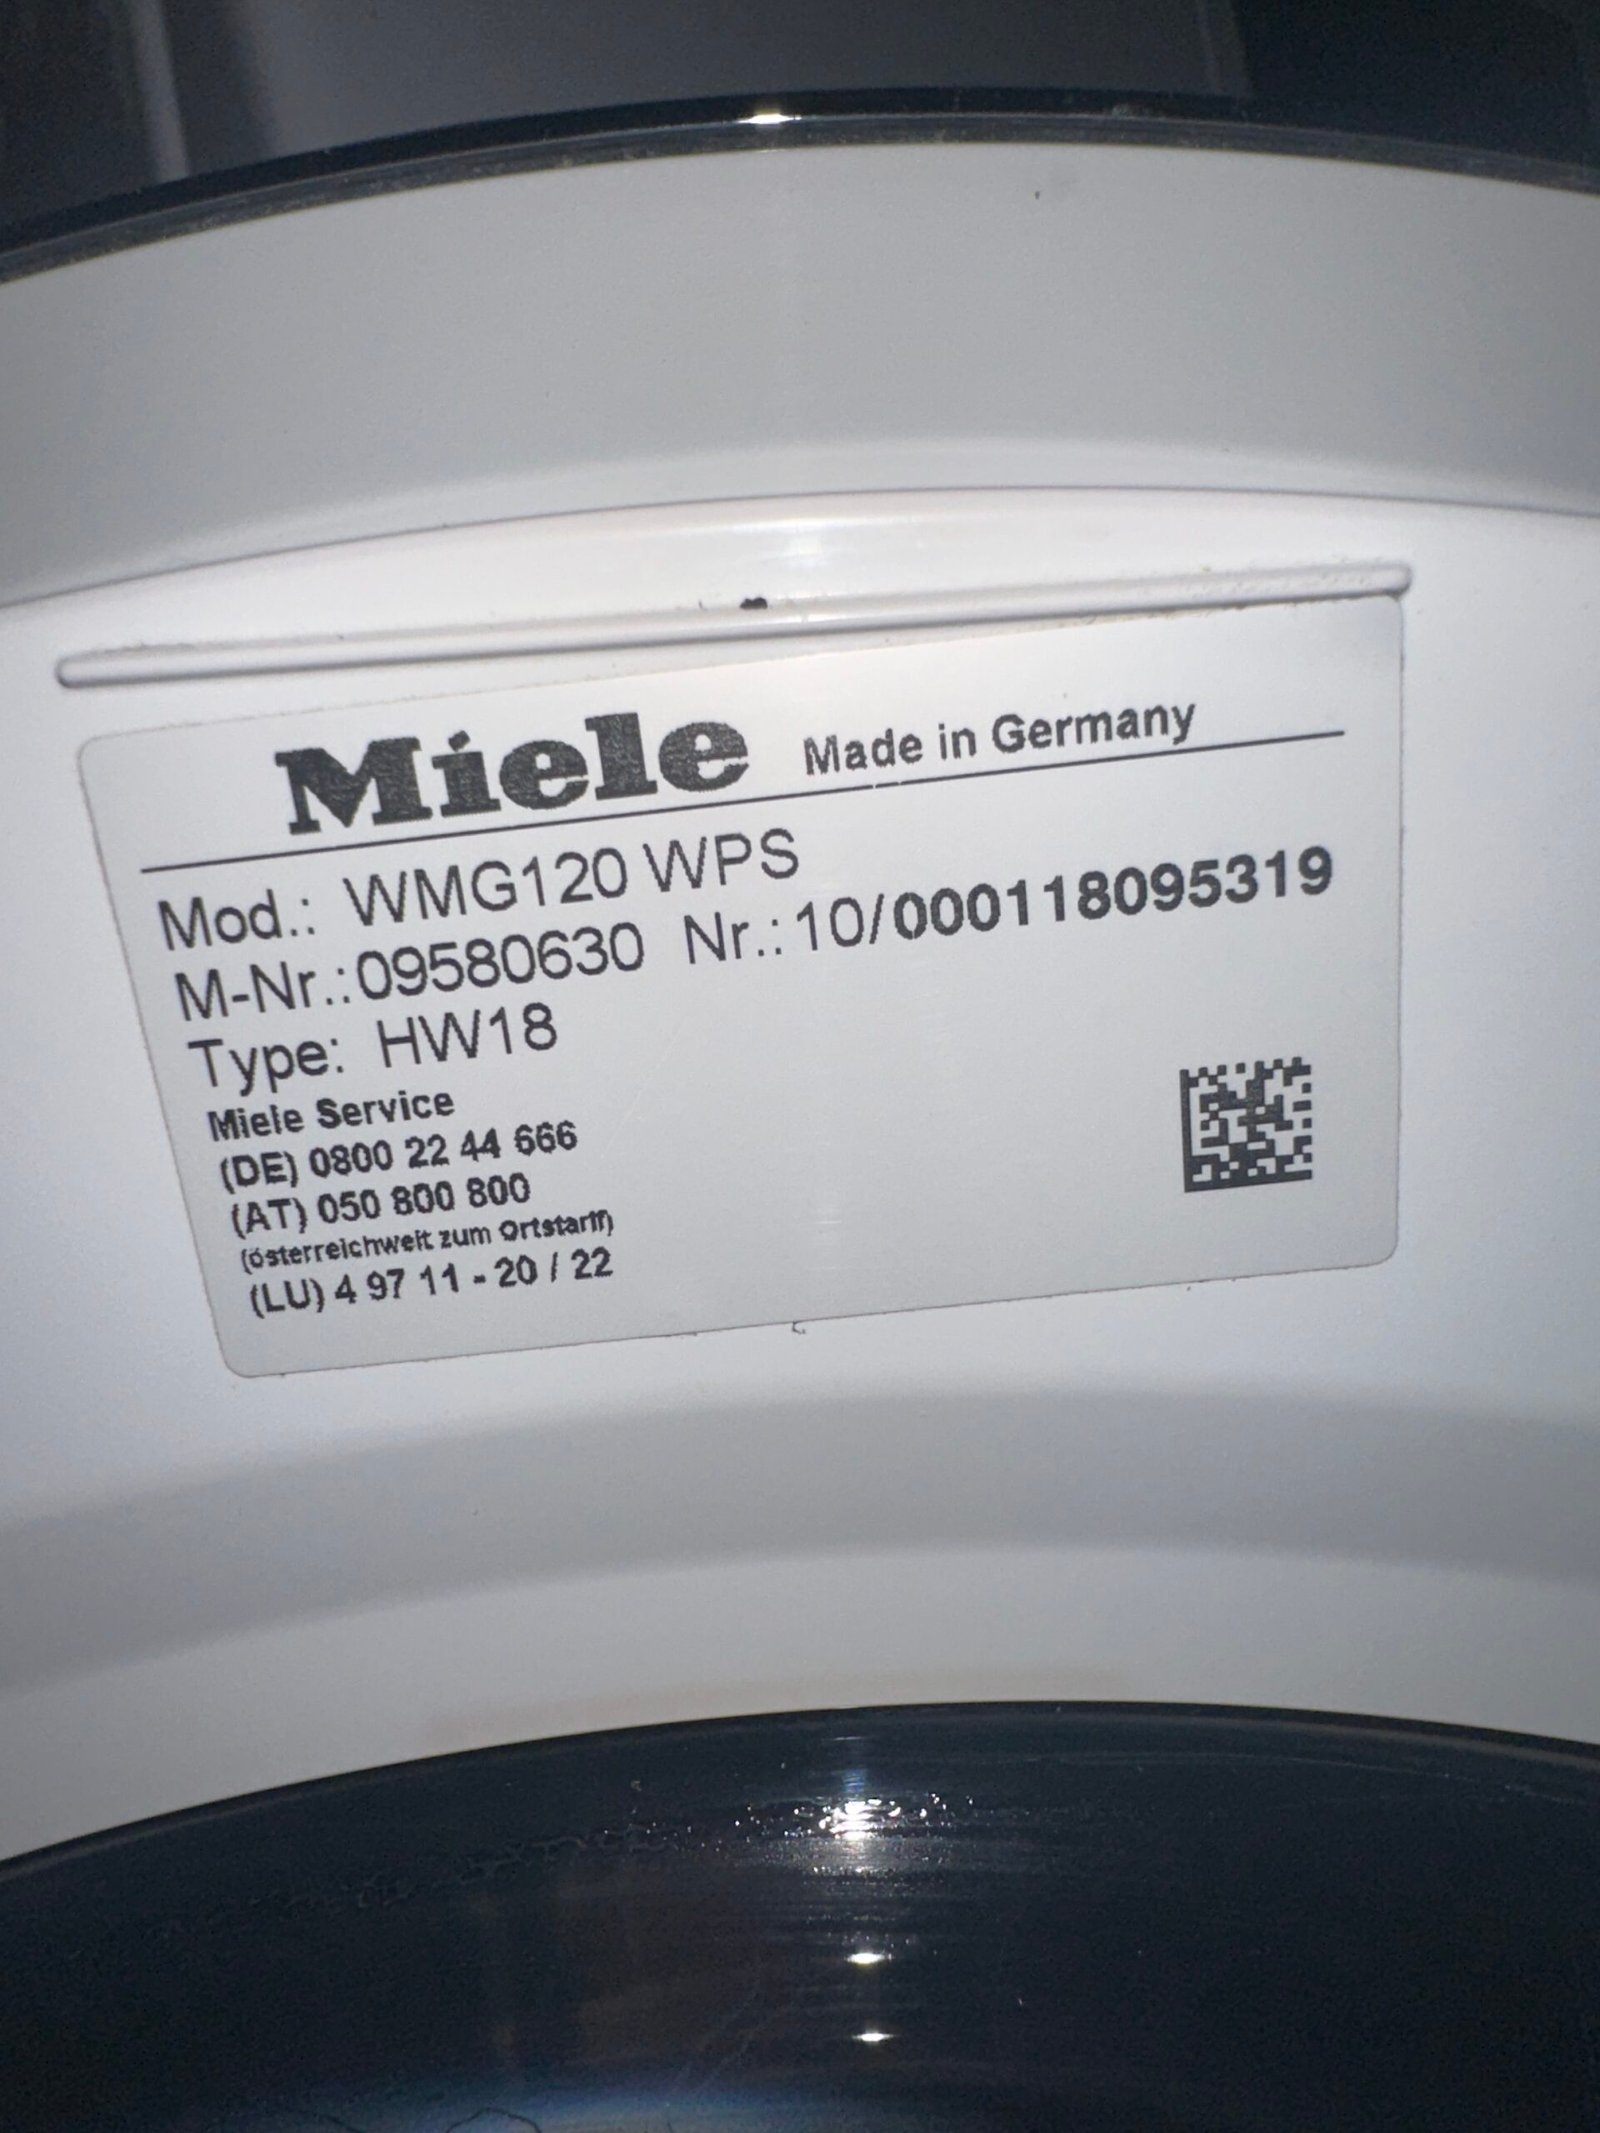 Miele Made in Germany
Mod.: WMG120 WPS
M-Nr.:09580630 Nr.:10/000118095319
Type: HW18
Miele Service
(DE) 0800 22 44 666
(AT) 050 800 800
(österreichweit zum Ortstarif)
(LU) 4 97 11 - 20 / 22